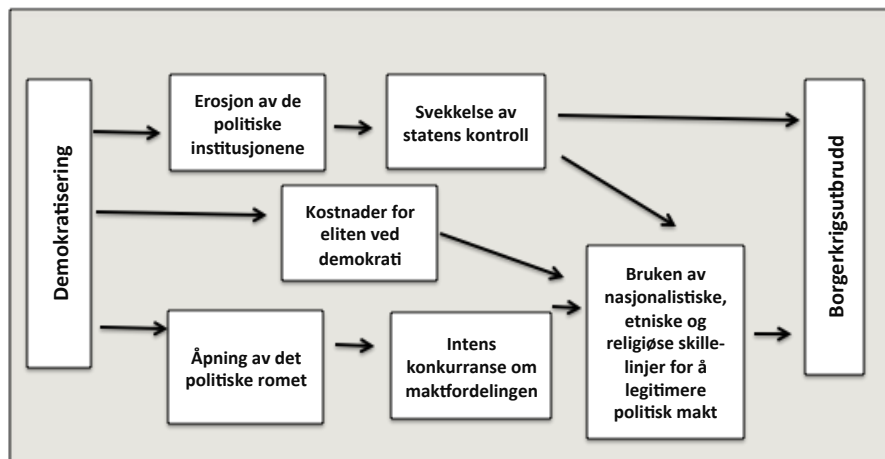 Demokratisering
Erosjon av de
politiske
institusjonene
Svekkelse av
statens kontroll
Kostnader for
eliten ved
demokrati
Åpning av det
politiske romet
Intens
konkurranse om
maktfordelingen
Bruken av
nasjonalistiske,
etniske og
religiøse skille-
linjer for å
legitimere
politisk makt
Borgerkrigsutbrudd